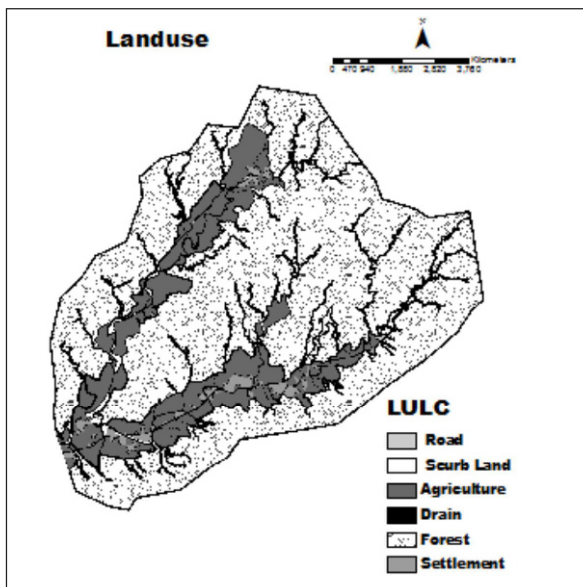 Landuse
N
Kilometers
0 470 940 1,880 2,820 3,760
LULC
Road
Scurb Land
Agriculture
Drain
Forest
Settlement